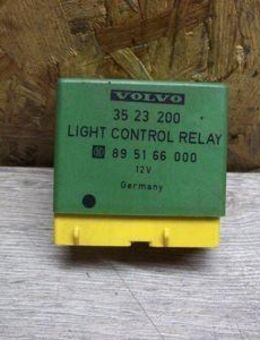 VOLVO
35 23 200
LIGHT CONTROL RELAY
89 51 66 000
12V
Germany